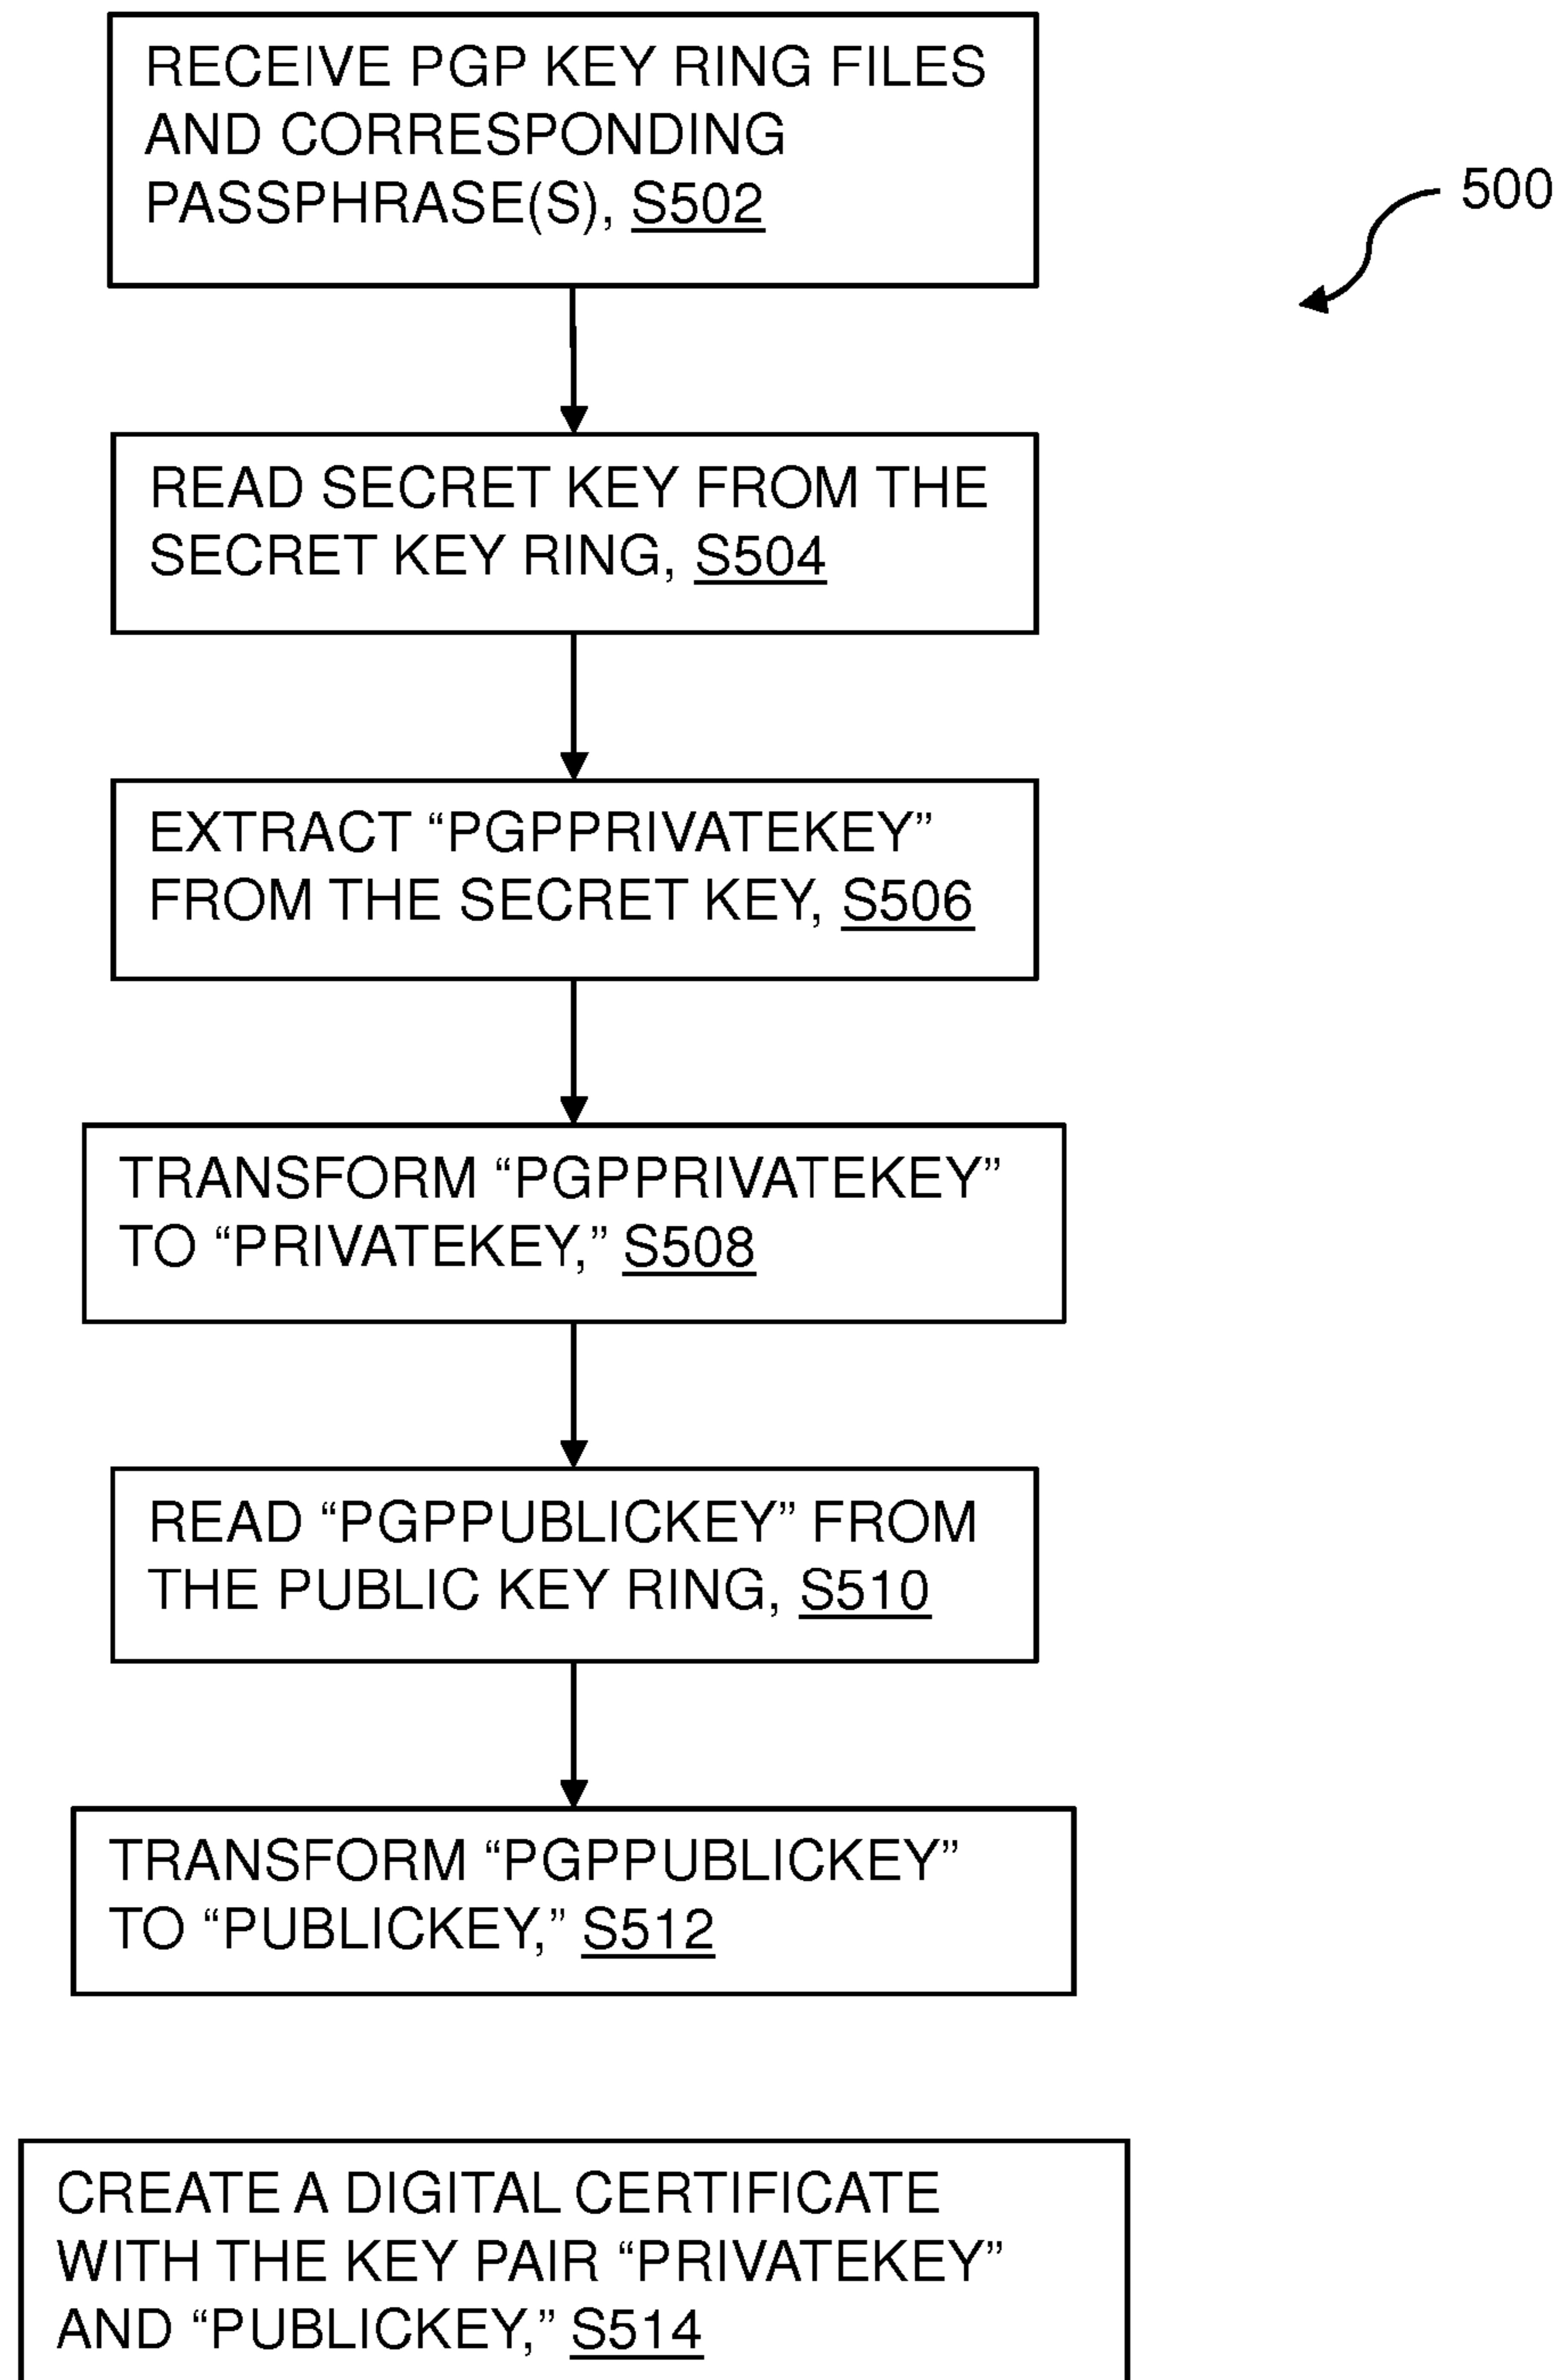 RECEIVE PGP KEY RING FILES
AND CORRESPONDING
PASSPHRASE(S), S502
500
READ SECRET KEY FROM THE
SECRET KEY RING, S504
EXTRACT “PGPPRIVATEKEY”
FROM THE SECRET KEY, S506
TRANSFORM “PGPPRIVATEKEY”
TO “PRIVATEKEY,” S508
READ “PGPPUBLICKEY” FROM
THE PUBLIC KEY RING, S510
TRANSFORM “PGPPUBLICKEY”
TO “PUBLICKEY,” S512
CREATE A DIGITAL CERTIFICATE
WITH THE KEY PAIR “PRIVATEKEY”
AND “PUBLICKEY,” S514